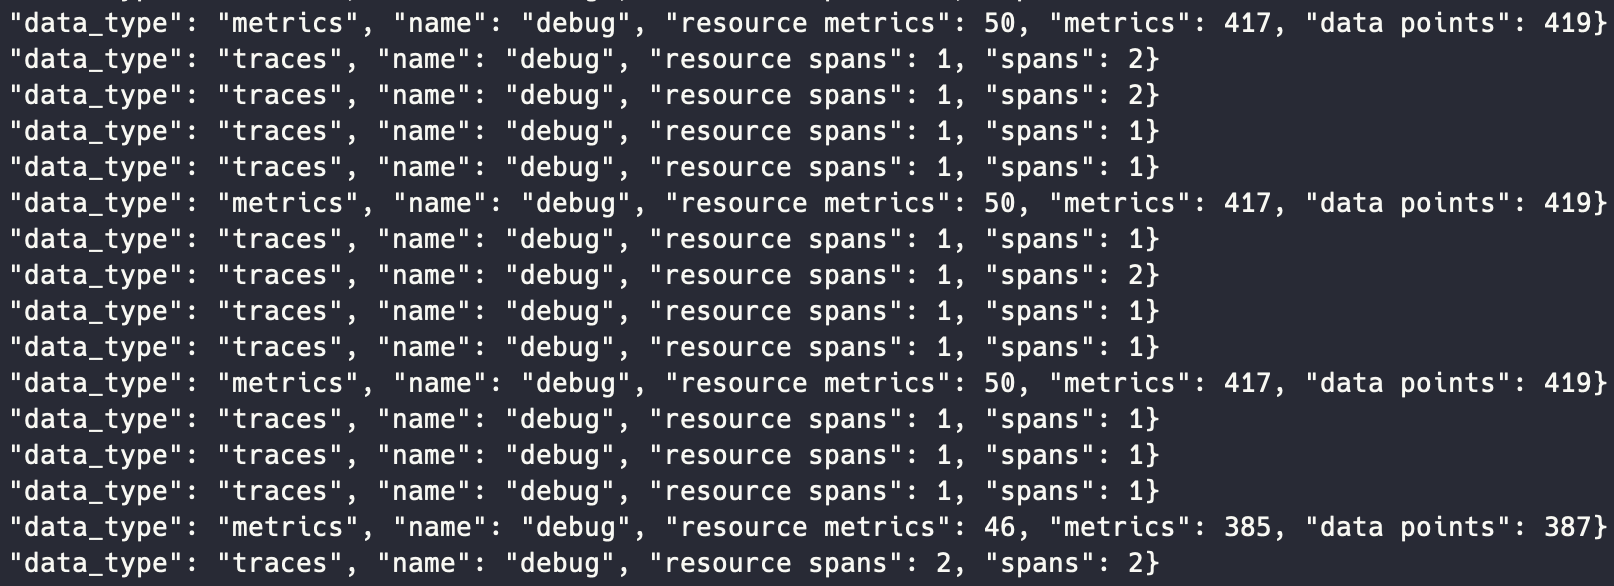 "data_type": "metrics", "name": "debug", "resource metrics": 50, "metrics": 417, "data points": 419}
"data_type": "traces", "name": "debug", "resource spans": 1, "spans": 2}
"data_type": "traces", "name": "debug", "resource spans": 1, "spans": 2}
"data_type": "traces", "name": "debug", "resource spans": 1, "spans": 1}
"data_type": "traces", "name": "debug", "resource spans": 1, "spans": 1}
"data_type": "metrics", "name": "debug", "resource metrics": 50, "metrics": 417, "data points": 419}
"data_type": "traces", "name": "debug", "resource spans": 1, "spans": 1}
"data_type": "traces", "name": "debug", "resource spans": 1, "spans": 2}
"data_type": "traces", "name": "debug", "resource spans": 1, "spans": 1}
"data_type": "traces", "name": "debug", "resource spans": 1, "spans": 1}
"data_type": "metrics", "name": "debug", "resource metrics": 50, "metrics": 417, "data points": 419}
"data_type": "traces", "name": "debug", "resource spans": 1, "spans": 1}
"data_type": "traces", "name": "debug", "resource spans": 1, "spans": 1}
"data_type": "traces", "name": "debug", "resource spans": 1, "spans": 1}
"data_type": "metrics", "name": "debug", "resource metrics": 46, "metrics": 385, "data points": 387}
"data_type": "traces", "name": "debug", "resource spans": 2, "spans": 2}